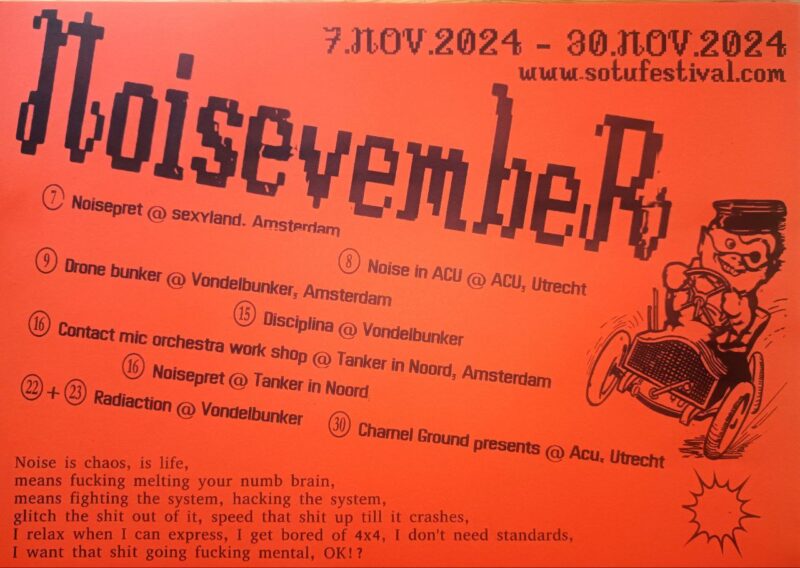 7.NOV.2024 - 30.NOV.2024
www.sotufestival.com
NoisevembeR
7 Noisepret @ sexyland. Amsterdam
8 Noise in ACU @ ACU, Utrecht
9 Drone bunker @ Vondelbunker, Amsterdam
15 Disciplina @ Vondelbunker
16 Contact mic orchestra work shop @ Tanker in Noord, Amsterdam
16 Noisepret @ Tanker in Noord
22 + 23 Radiaction @ Vondelbunker
30 Charnel Ground presents @ Acu, Utrecht
Noise is chaos, is life,
means fucking melting your numb brain,
means fighting the system, hacking the system,
glitch the shit out of it, speed that shit up till it crashes,
I relax when I can express, I get bored of 4x4, I don't need standards,
I want that shit going fucking mental, OK!?